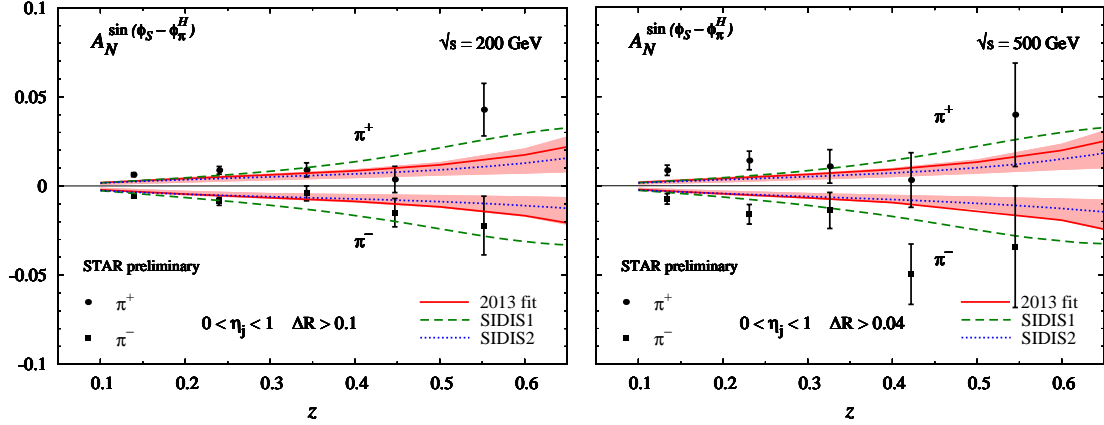 0.1
0.05
0
-0.05
-0.1
A_N^{sin (ϕ_S − ϕ_π^H)}
√s = 200 GeV
π⁺
π⁻
STAR preliminary
π⁺
π⁻
0 < η_j < 1 ΔR > 0.1
2013 fit
SIDIS1
SIDIS2
0.1 0.2 0.3 0.4 0.5 0.6
z
A_N^{sin (ϕ_S − ϕ_π^H)}
√s = 500 GeV
π⁺
π⁻
STAR preliminary
π⁺
π⁻
0 < η_j < 1 ΔR > 0.04
2013 fit
SIDIS1
SIDIS2
0.1 0.2 0.3 0.4 0.5 0.6
z